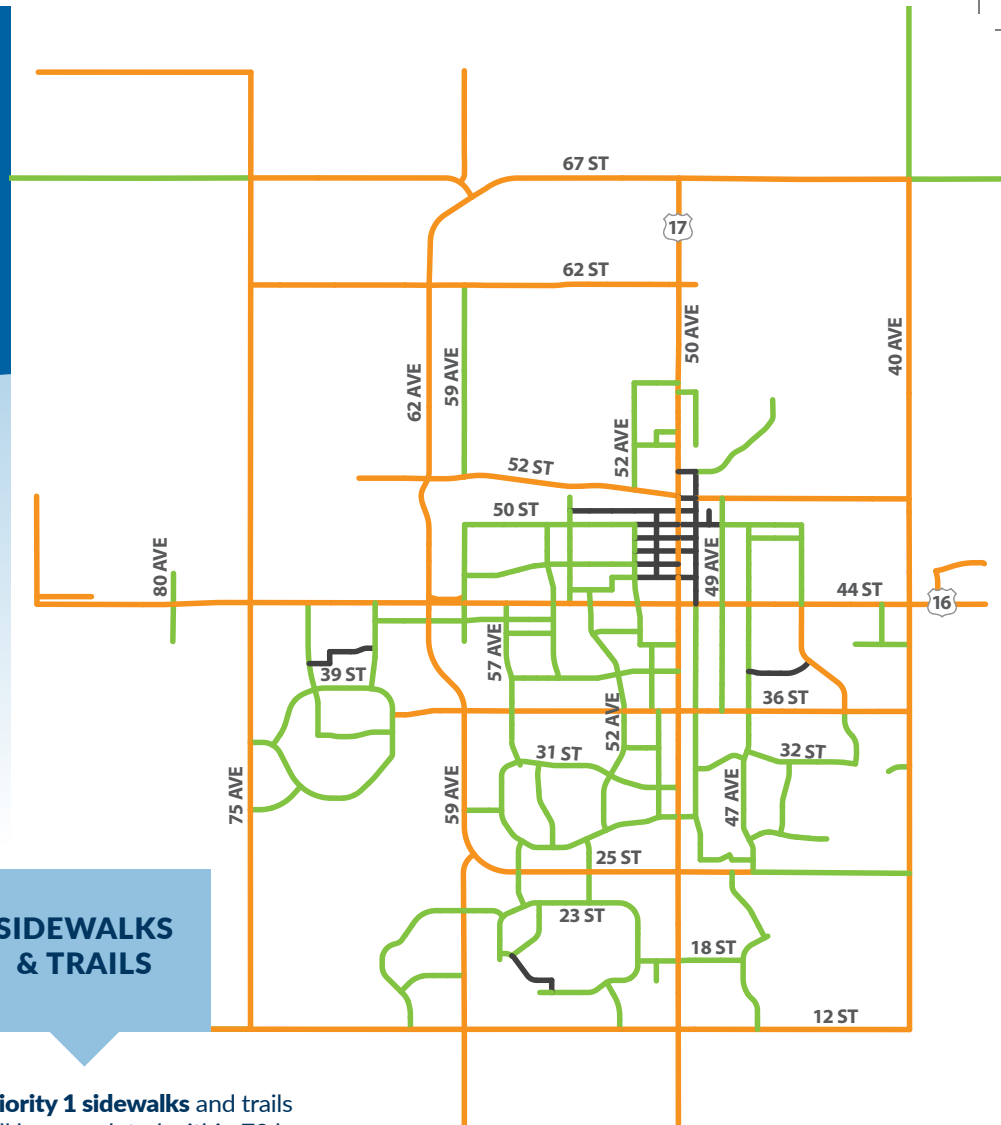 67 ST
17
62 ST
50 AVE
40 AVE
62 AVE
59 AVE
52 AVE
52 ST
50 ST
80 AVE
49 AVE
44 ST
16
57 AVE
39 ST
36 ST
52 AVE
31 ST
32 ST
75 AVE
59 AVE
47 AVE
25 ST
23 ST
18 ST
12 ST
SIDEWALKS
& TRAILS
iority 1 sidewalks and trails